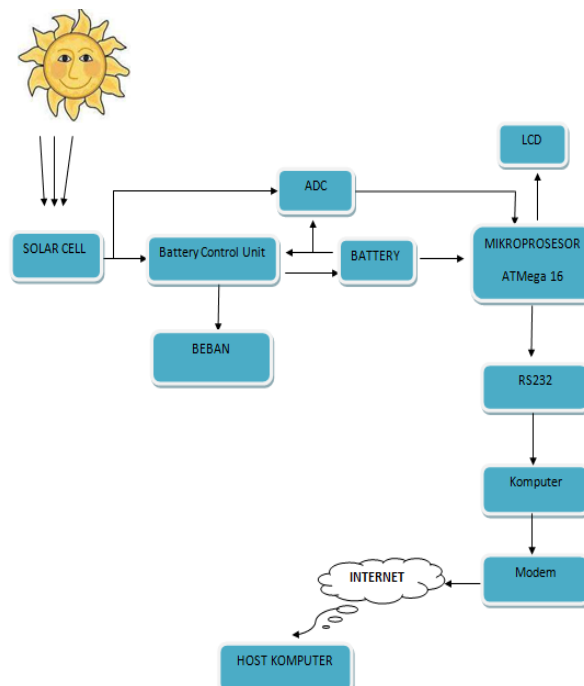 LCD
ADC
SOLAR CELL
Battery Control Unit
BATTERY
MIKROPROSESOR
ATMega 16
BEBAN
RS232
Komputer
Modem
INTERNET
HOST KOMPUTER